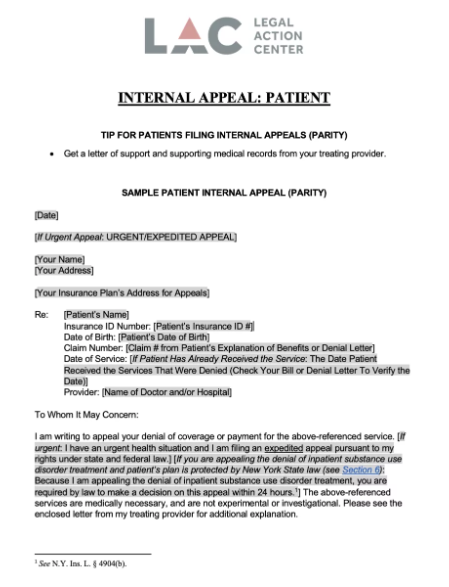 LAC LEGAL
ACTION
CENTER
INTERNAL APPEAL: PATIENT
TIP FOR PATIENTS FILING INTERNAL APPEALS (PARITY)
• Get a letter of support and supporting medical records from your treating provider.
SAMPLE PATIENT INTERNAL APPEAL (PARITY)
[Date]
[If Urgent Appeal: URGENT/EXPEDITED APPEAL]
[Your Name]
[Your Address]
[Your Insurance Plan's Address for Appeals]
Re: [Patient's Name]
Insurance ID Number: [Patient's Insurance ID #]
Date of Birth: [Patient's Date of Birth]
Claim Number: [Claim # from Patient's Explanation of Benefits or Denial Letter]
Date of Service: [If Patient Has Already Received the Service: The Date Patient
Received the Services That Were Denied (Check Your Bill or Denial Letter To Verify the
Date)]
Provider: [Name of Doctor and/or Hospital]
To Whom It May Concern:
I am writing to appeal your denial of coverage or payment for the above-referenced service. [If
urgent: I have an urgent health situation and I am filing an expedited appeal pursuant to my
rights under state and federal law.] [If you are appealing the denial of inpatient substance use
disorder treatment and patient's plan is protected by New York State law (see Section 6):
Because I am appealing the denial of inpatient substance use disorder treatment, you are
required by law to make a decision on this appeal within 24 hours.1] The above-referenced
services are medically necessary, and are not experimental or investigational. Please see the
enclosed letter from my treating provider for additional explanation.
1 See N.Y. Ins. L. § 4904(b).